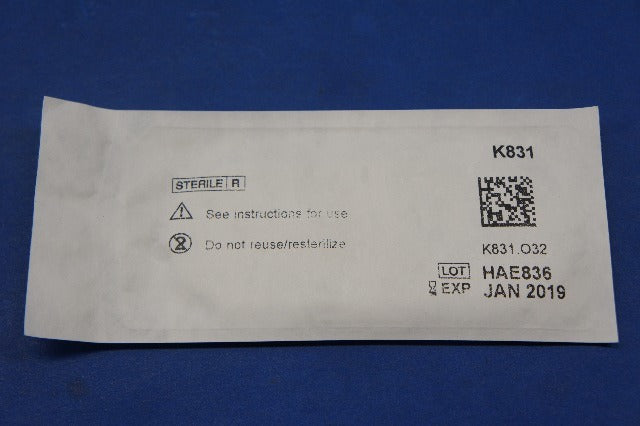 K831
STERILE R
See instructions for use
Do not reuse/resterilize
K831.O32
LOT HAE836
EXP JAN 2019